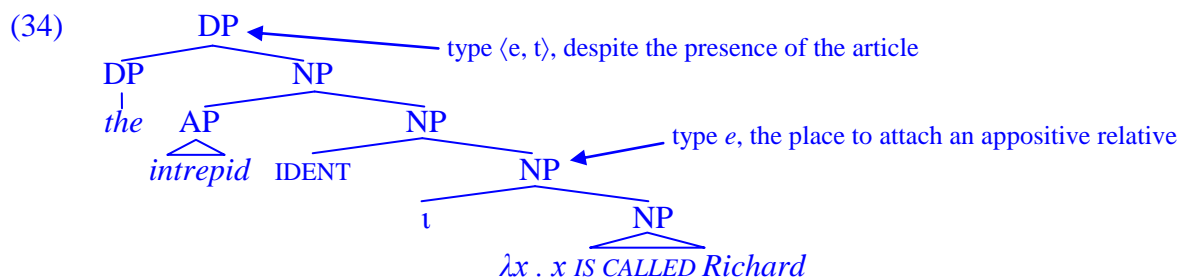 (34) DP
type ⟨e, t⟩, despite the presence of the article
DP NP
the AP NP
type e, the place to attach an appositive relative
intrepid IDENT NP
ι NP
λx . x IS CALLED Richard